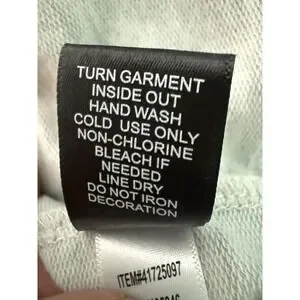 TURN GARMENT
INSIDE OUT
HAND WASH
COLD USE ONLY
NON-CHLORINE
BLEACH IF
NEEDED
LINE DRY
DO NOT IRON
DECORATION
ITEM#41725097